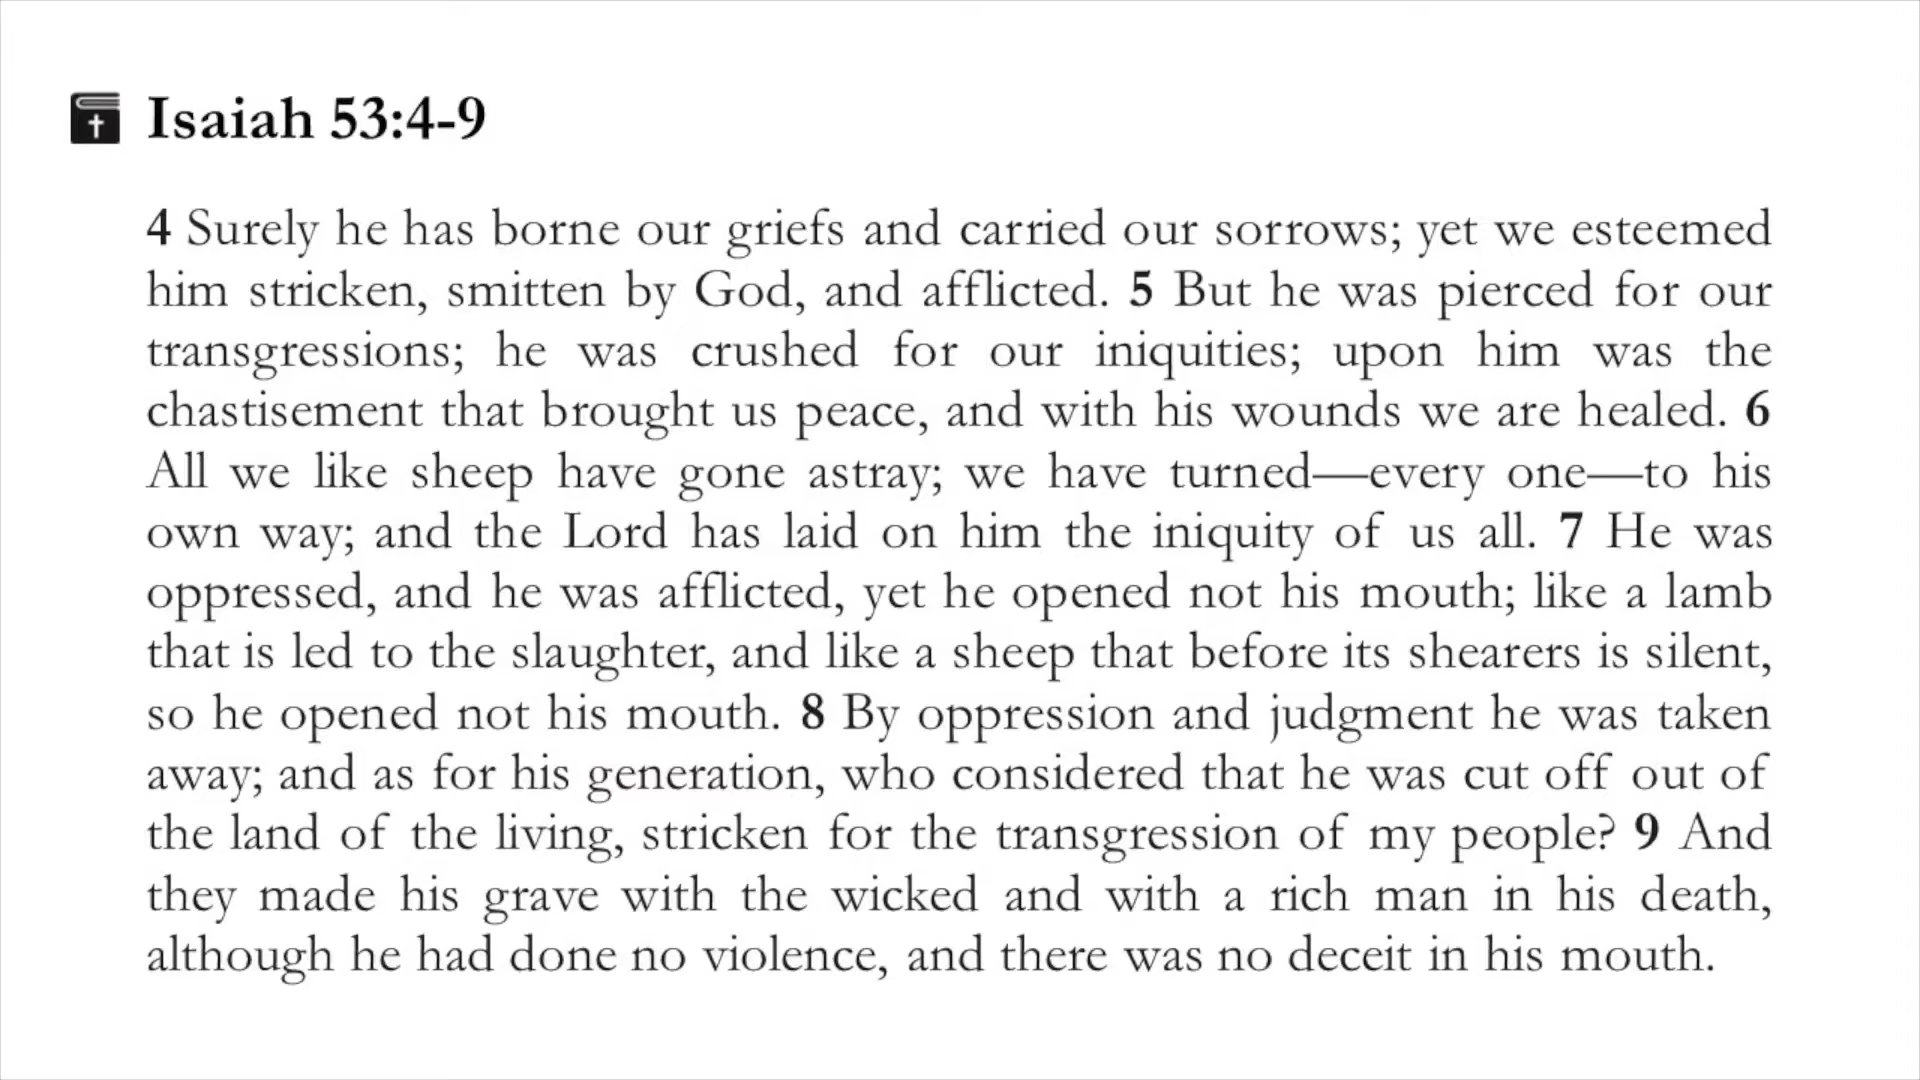 Isaiah 53:4-9
4 Surely he has borne our griefs and carried our sorrows; yet we esteemed
him stricken, smitten by God, and afflicted. 5 But he was pierced for our
transgressions; he was crushed for our iniquities; upon him was the
chastisement that brought us peace, and with his wounds we are healed. 6
All we like sheep have gone astray; we have turned—every one—to his
own way; and the Lord has laid on him the iniquity of us all. 7 He was
oppressed, and he was afflicted, yet he opened not his mouth; like a lamb
that is led to the slaughter, and like a sheep that before its shearers is silent,
so he opened not his mouth. 8 By oppression and judgment he was taken
away; and as for his generation, who considered that he was cut off out of
the land of the living, stricken for the transgression of my people? 9 And
they made his grave with the wicked and with a rich man in his death,
although he had done no violence, and there was no deceit in his mouth.